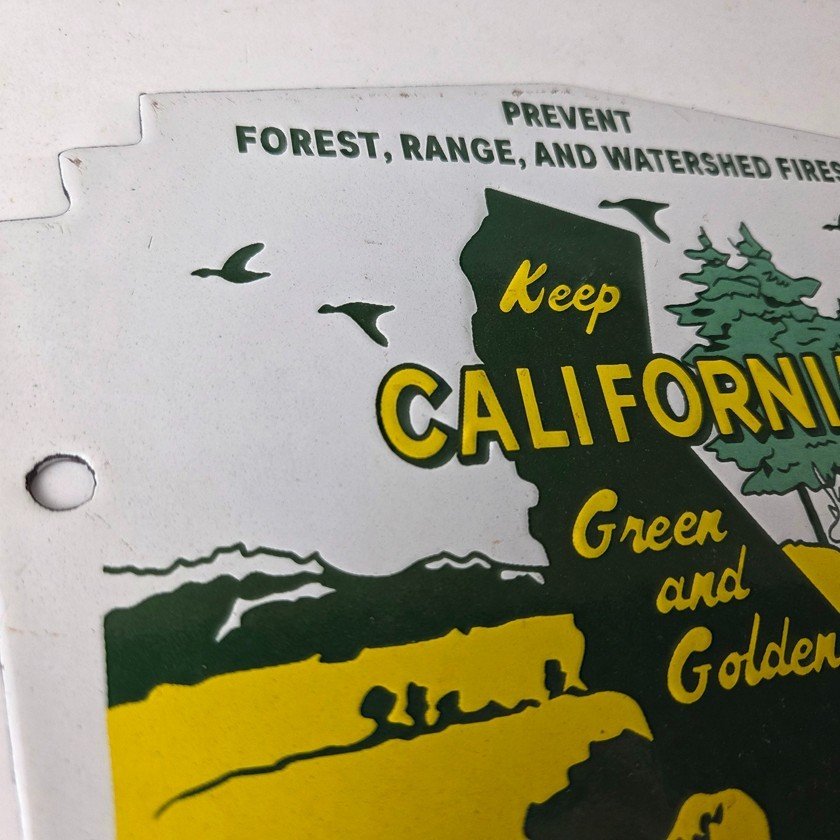 PREVENT
FOREST, RANGE, AND WATERSHED FIRES
Keep
CALIFORNI
Green
and
Golden